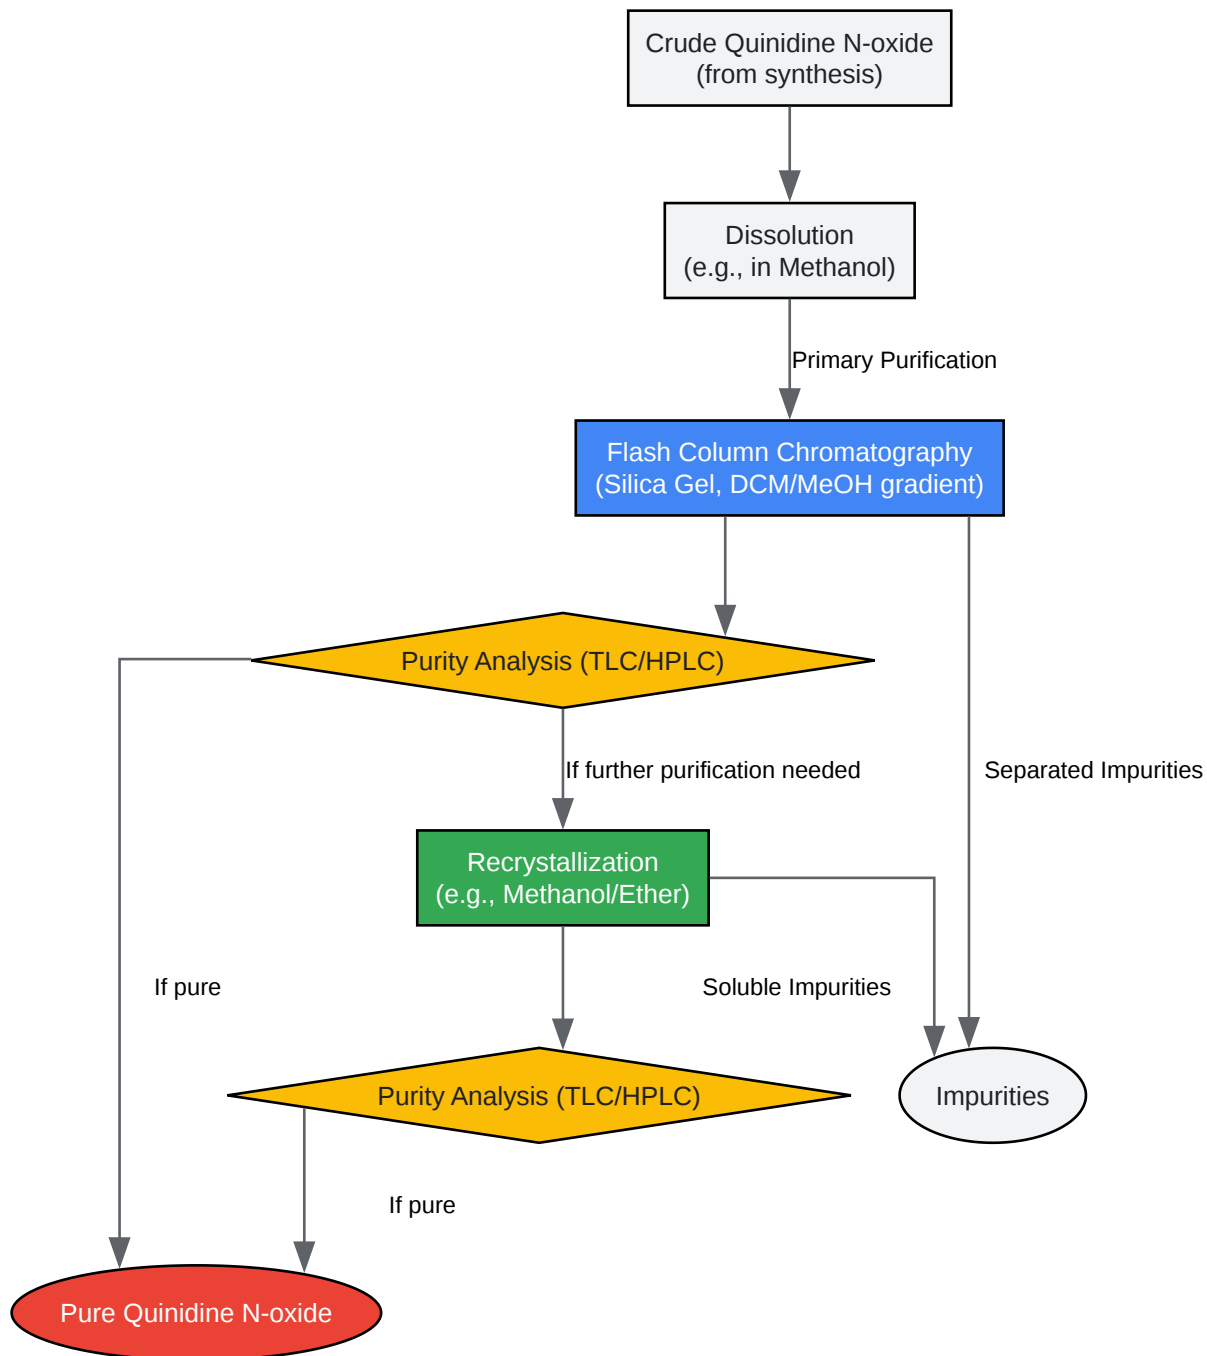 Crude Quinidine N-oxide
(from synthesis)
Dissolution
(e.g., in Methanol)
Primary Purification
Flash Column Chromatography
(Silica Gel, DCM/MeOH gradient)
Purity Analysis (TLC/HPLC)
If further purification needed
Separated Impurities
Recrystallization
(e.g., Methanol/Ether)
If pure
Soluble Impurities
Purity Analysis (TLC/HPLC)
Impurities
If pure
Pure Quinidine N-oxide